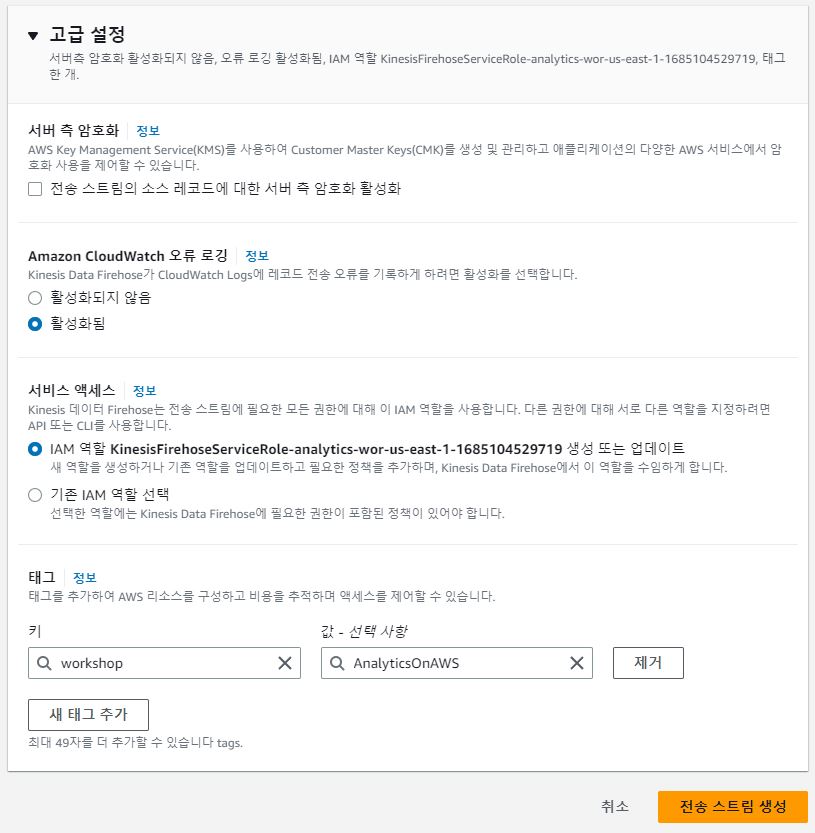 고급 설정
서버측 암호화 활성화되지 않음, 오류 로깅 활성화됨, IAM 역할 KinesisFirehoseServiceRole-analytics-wor-us-east-1-1685104529719, 태그
한 개.
서버 측 암호화 정보
AWS Key Management Service(KMS)를 사용하여 Customer Master Keys(CMK)를 생성 및 관리하고 애플리케이션의 다양한 AWS 서비스에서 암
호화 사용을 제어할 수 있습니다.
전송 스트림의 소스 레코드에 대한 서버 측 암호화 활성화
Amazon CloudWatch 오류 로깅 정보
Kinesis Data Firehose가 CloudWatch Logs에 레코드 전송 오류를 기록하게 하려면 활성화를 선택합니다.
활성화되지 않음
활성화됨
서비스 액세스 정보
Kinesis 데이터 Firehose는 전송 스트림에 필요한 모든 권한에 대해 이 IAM 역할을 사용합니다. 다른 권한에 대해 서로 다른 역할을 지정하려면
API 또는 CLI를 사용합니다.
IAM 역할 KinesisFirehoseServiceRole-analytics-wor-us-east-1-1685104529719 생성 또는 업데이트
새 역할을 생성하거나 기존 역할을 업데이트하고 필요한 정책을 추가하며, Kinesis Data Firehose에서 이 역할을 수임하게 합니다.
기존 IAM 역할 선택
선택한 역할에는 Kinesis Data Firehose에 필요한 권한이 포함된 정책이 있어야 합니다.
태그 정보
태그를 추가하여 AWS 리소스를 구성하고 비용을 추적하며 액세스를 제어할 수 있습니다.
키 값 - 선택 사항
workshop AnalyticsOnAWS 제거
새 태그 추가
최대 49자를 더 추가할 수 있습니다 tags.
취소 전송 스트림 생성